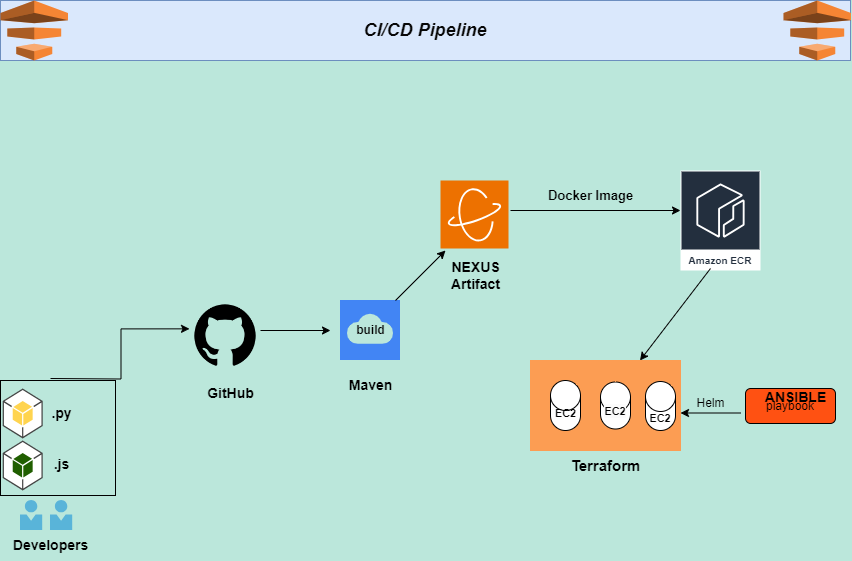 CI/CD Pipeline
Docker Image
Amazon ECR
NEXUS
Artifact
build
Maven
GitHub
.py
.js
Developers
EC2
EC2
EC2
Terraform
Helm
ANSIBLE
playbook